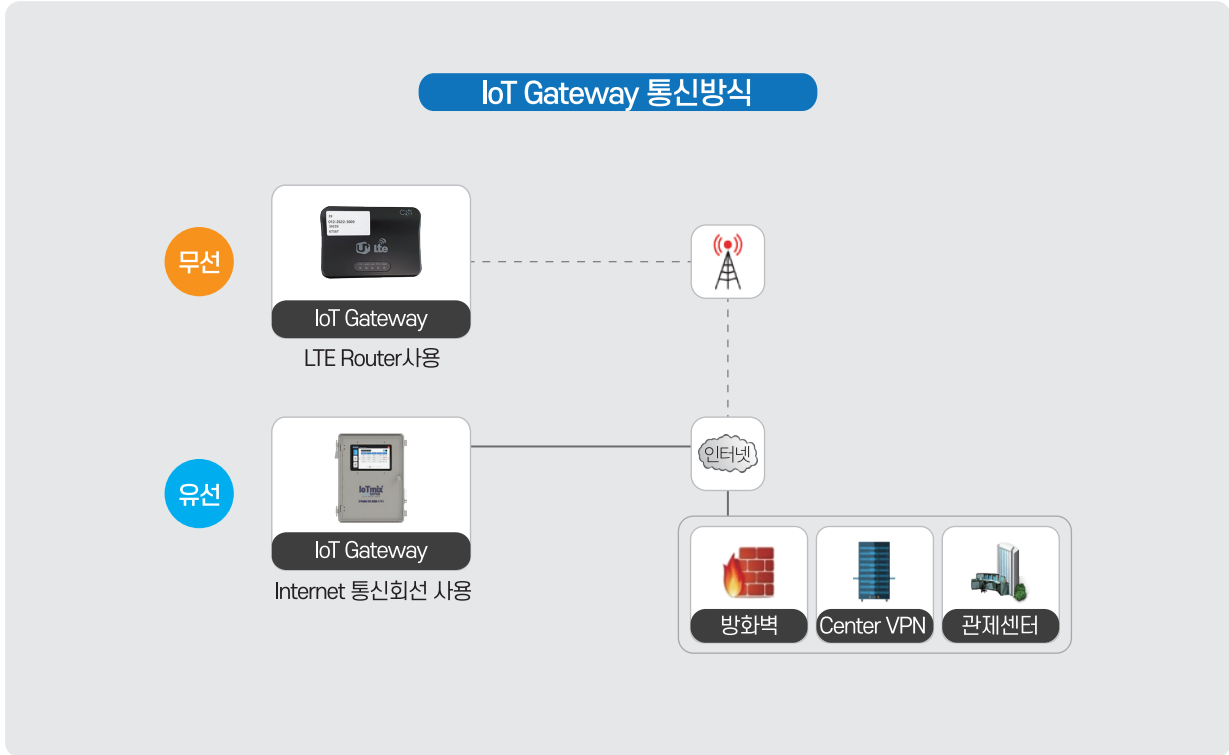 IoT Gateway 통신방식
무선
U+ Lte
IoT Gateway
LTE Router사용
유선
IoTmix
IoT Gateway
Internet 통신회선 사용
인터넷
방화벽
Center VPN
관제센터